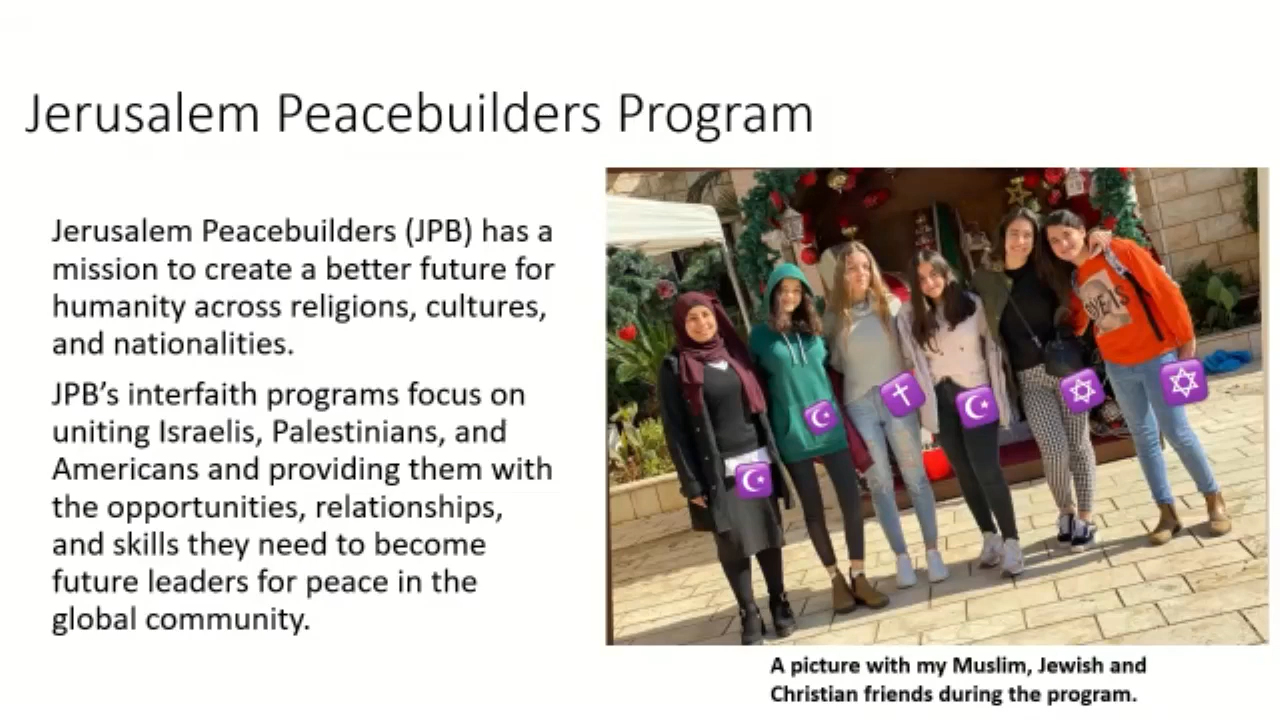 Jerusalem Peacebuilders Program
Jerusalem Peacebuilders (JPB) has a
mission to create a better future for
humanity across religions, cultures,
and nationalities.
JPB’s interfaith programs focus on
uniting Israelis, Palestinians, and
Americans and providing them with
the opportunities, relationships,
and skills they need to become
future leaders for peace in the
global community.
A picture with my Muslim, Jewish and
Christian friends during the program.